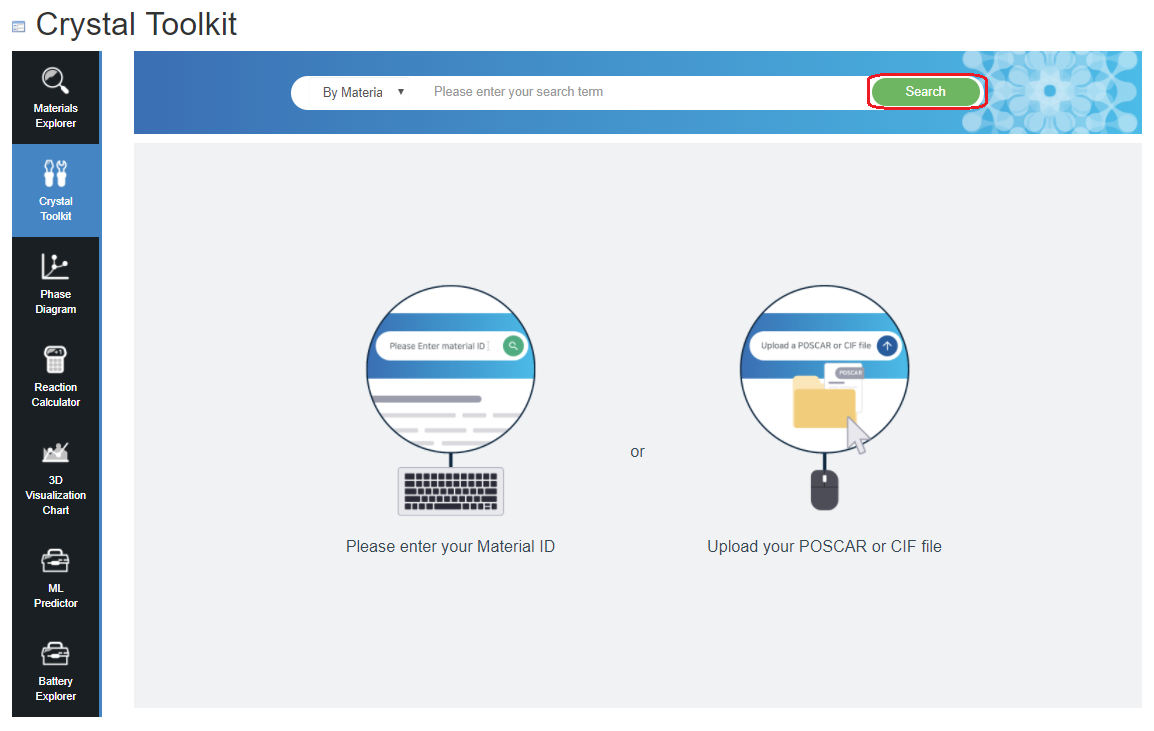 Crystal Toolkit
Materials
Explorer
Crystal
Toolkit
Phase
Diagram
Reaction
Calculator
3D
Visualization
Chart
ML
Predictor
Battery
Explorer
By Materia ▼ Please enter your search term Search
Please Enter material ID
Upload a POSCAR or CIF file
POSCAR
or
Please enter your Material ID
Upload your POSCAR or CIF file